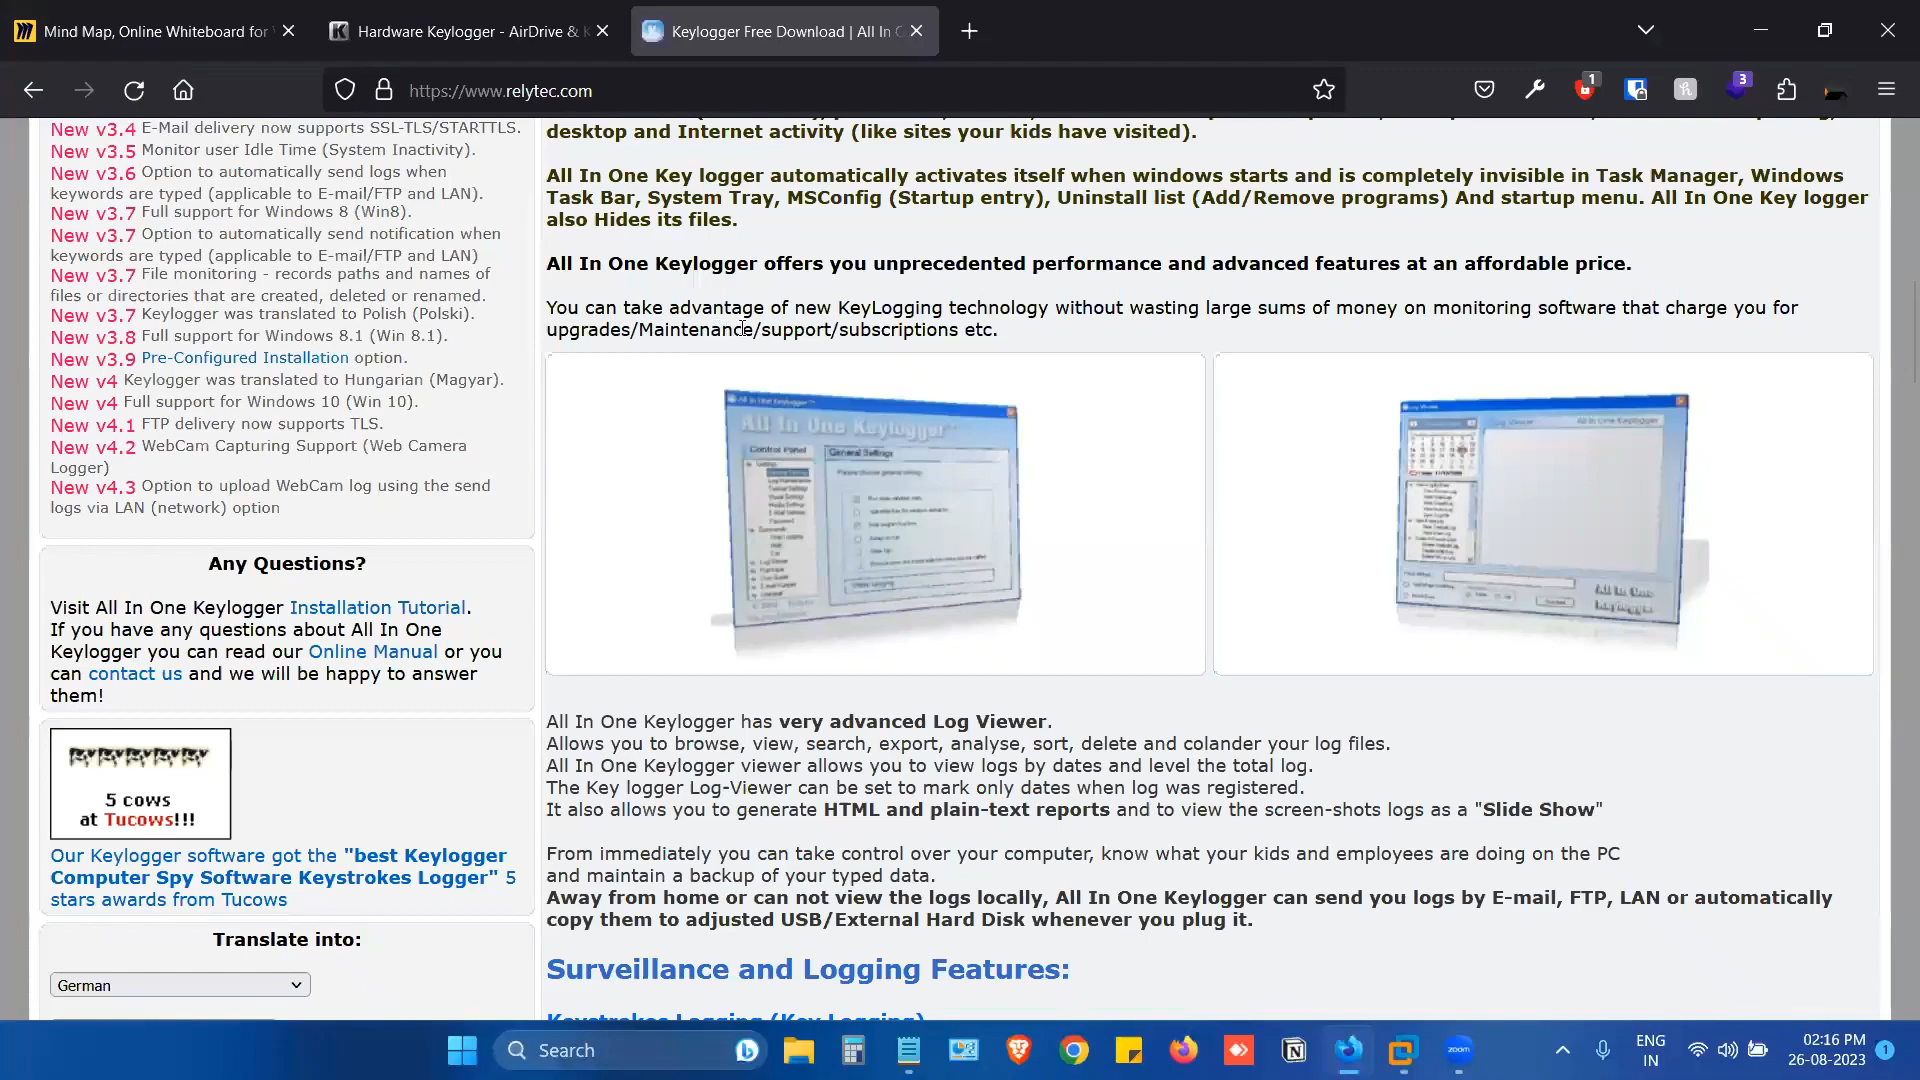 Mind Map, Online Whiteboard for
Hardware Keylogger - AirDrive & K
Keylogger Free Download | All In O
https://www.relytec.com
1
3
New v3.4 E-Mail delivery now supports SSL-TLS/STARTTLS.
New v3.5 Monitor user Idle Time (System Inactivity).
New v3.6 Option to automatically send logs when
keywords are typed (applicable to E-mail/FTP and LAN).
New v3.7 Full support for Windows 8 (Win8).
New v3.7 Option to automatically send notification when
keywords are typed (applicable to E-mail/FTP and LAN)
New v3.7 File monitoring - records paths and names of
files or directories that are created, deleted or renamed.
New v3.7 Keylogger was translated to Polish (Polski).
New v3.8 Full support for Windows 8.1 (Win 8.1).
New v3.9 Pre-Configured Installation option.
New v4 Keylogger was translated to Hungarian (Magyar).
New v4 Full support for Windows 10 (Win 10).
New v4.1 FTP delivery now supports TLS.
New v4.2 WebCam Capturing Support (Web Camera
Logger)
New v4.3 Option to upload WebCam log using the send
logs via LAN (network) option
Any Questions?
Visit All In One Keylogger Installation Tutorial.
If you have any questions about All In One
Keylogger you can read our Online Manual or you
can contact us and we will be happy to answer
them!
5 cows
at Tucows!!!
Our Keylogger software got the "best Keylogger
Computer Spy Software Keystrokes Logger" 5
stars awards from Tucows
Translate into:
German
desktop and Internet activity (like sites your kids have visited).
All In One Key logger automatically activates itself when windows starts and is completely invisible in Task Manager, Windows
Task Bar, System Tray, MSConfig (Startup entry), Uninstall list (Add/Remove programs) And startup menu. All In One Key logger
also Hides its files.
All In One Keylogger offers you unprecedented performance and advanced features at an affordable price.
You can take advantage of new KeyLogging technology without wasting large sums of money on monitoring software that charge you for
upgrades/Maintenance/support/subscriptions etc.
All In One Keylogger™
Control Panel
General Settings
Log Viewer
All In One Keylogger
All In One
Keylogger
All In One Keylogger has very advanced Log Viewer.
Allows you to browse, view, search, export, analyse, sort, delete and colander your log files.
All In One Keylogger viewer allows you to view logs by dates and level the total log.
The Key logger Log-Viewer can be set to mark only dates when log was registered.
It also allows you to generate HTML and plain-text reports and to view the screen-shots logs as a "Slide Show"
From immediately you can take control over your computer, know what your kids and employees are doing on the PC
and maintain a backup of your typed data.
Away from home or can not view the logs locally, All In One Keylogger can send you logs by E-mail, FTP, LAN or automatically
copy them to adjusted USB/External Hard Disk whenever you plug it.
Surveillance and Logging Features:
Keystrokes Logging (Key Logging)
Search
zoom
ENG
IN
02:16 PM
26-08-2023
1